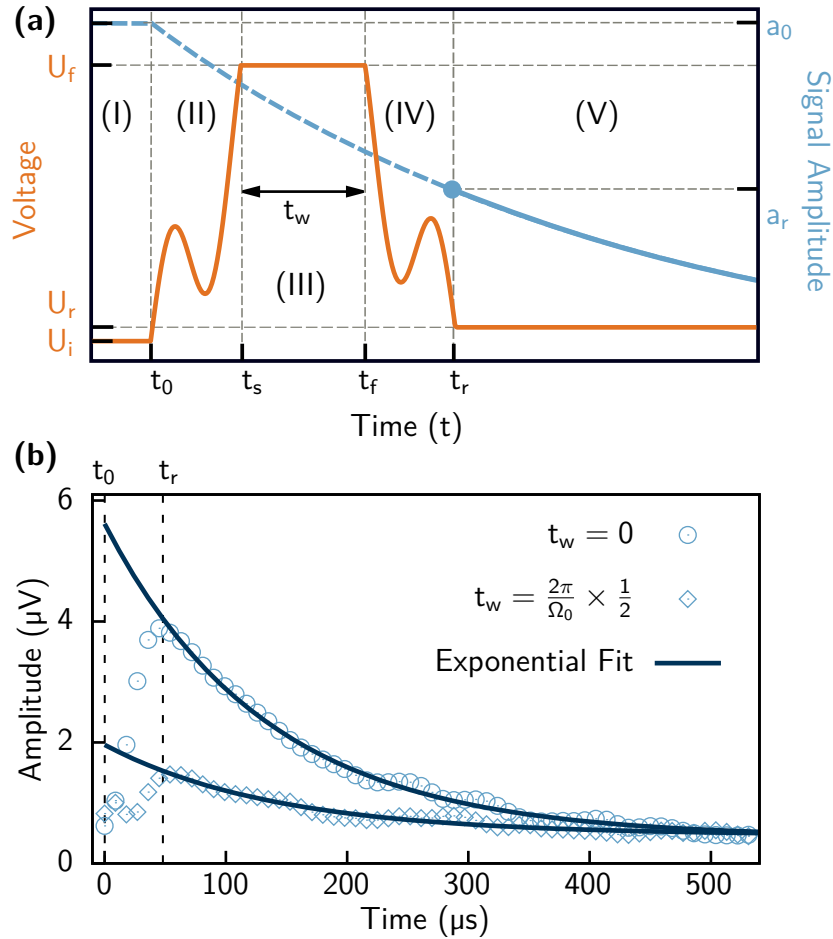 (a)
a0
Uf
(I)
(II)
(IV)
(V)
Voltage
Signal Amplitude
tw
ar
(III)
Ur
Ui
t0
ts
tf
tr
Time (t)
(b)
t0
tr
6
tw = 0
tw = 2π/Ω0 × 1/2
4
Exponential Fit
Amplitude (µV)
2
0
0
100
200
300
400
500
Time (µs)